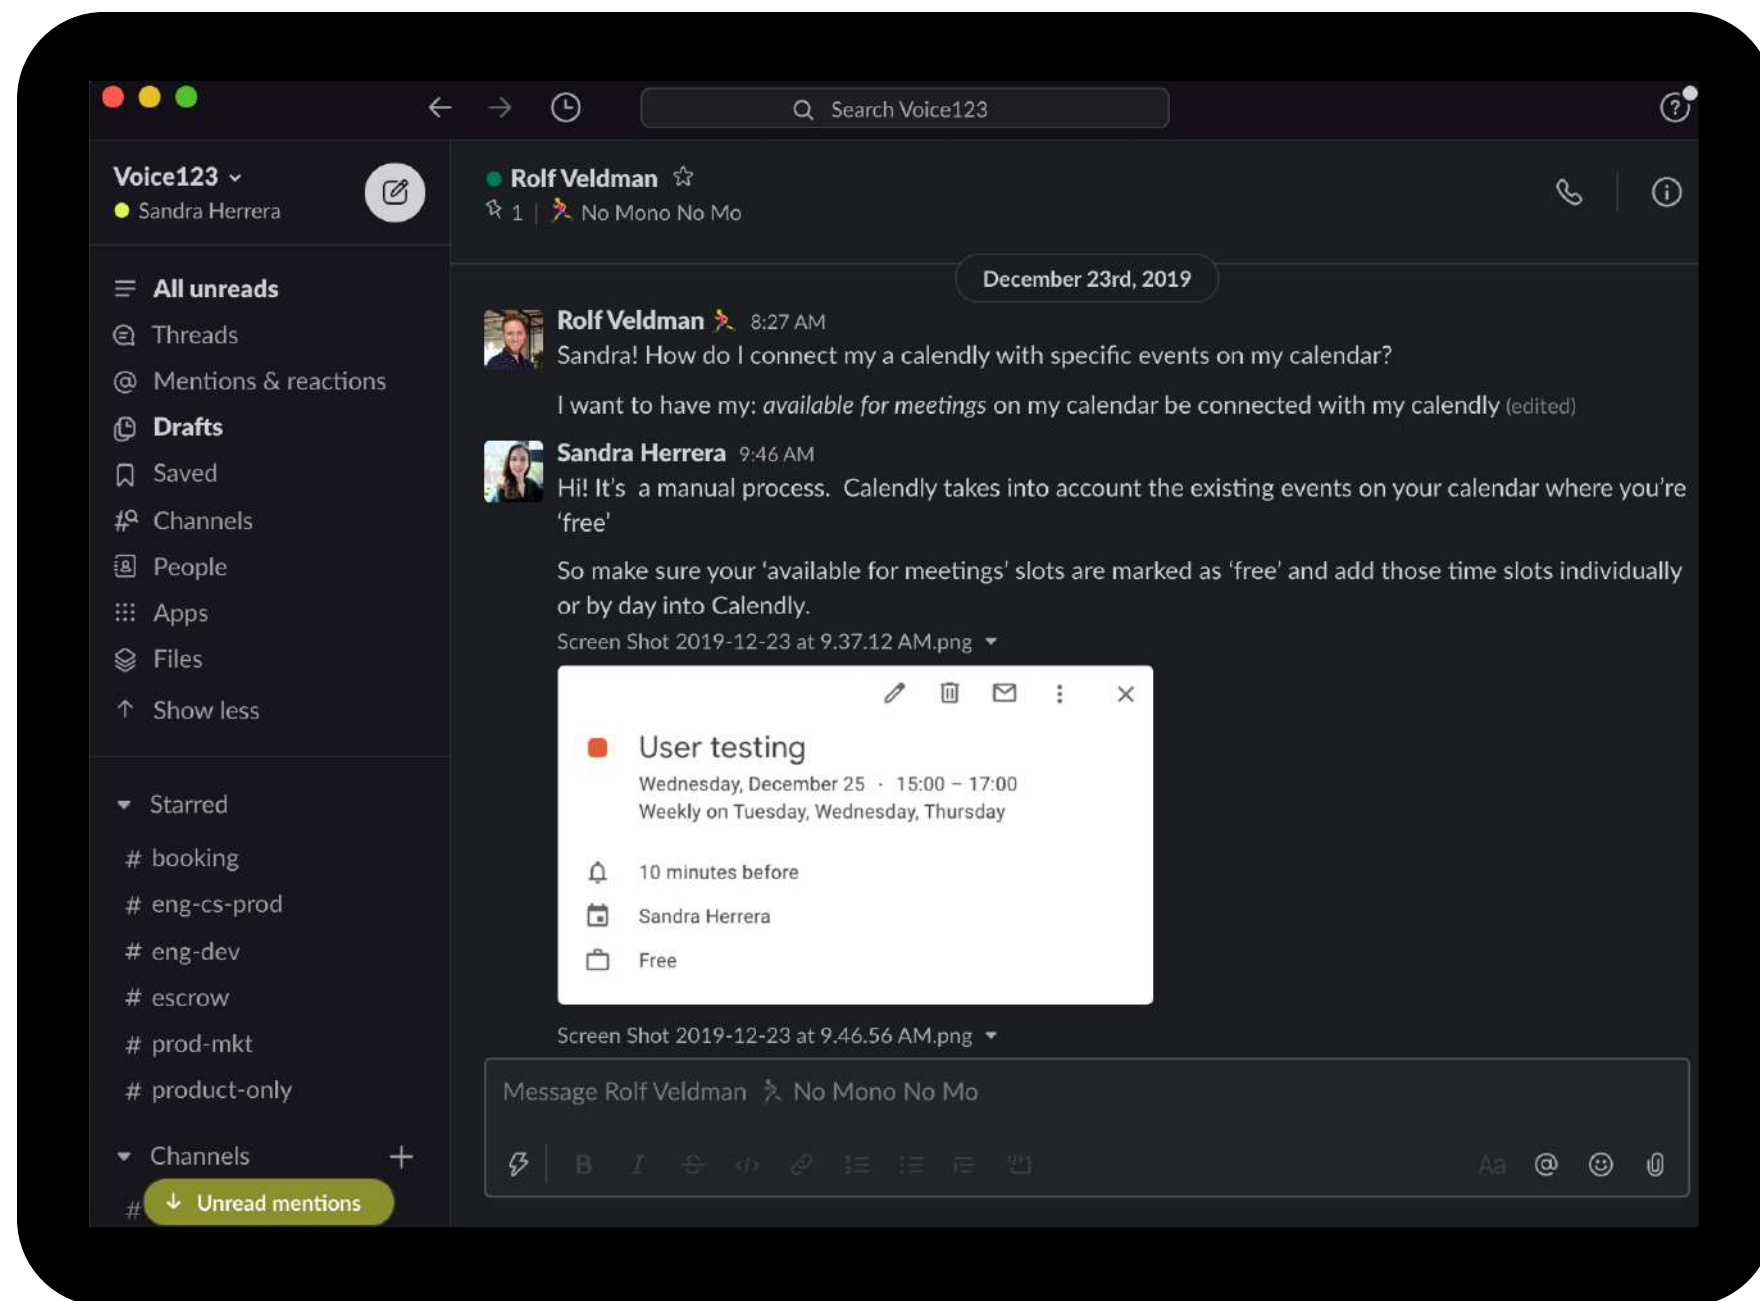 Search Voice123
Voice123
Sandra Herrera
All unreads
Threads
Mentions & reactions
Drafts
Saved
Channels
People
Apps
Files
Show less
Starred
# booking
# eng-cs-prod
# eng-dev
# escrow
# prod-mkt
# product-only
Channels
#
Unread mentions
Rolf Veldman
1 | No Mono No Mo
December 23rd, 2019
Rolf Veldman 8:27 AM
Sandra! How do I connect my a calendly with specific events on my calendar?
I want to have my: available for meetings on my calendar be connected with my calendly (edited)
Sandra Herrera 9:46 AM
Hi! It's a manual process. Calendly takes into account the existing events on your calendar where you're
‘free’
So make sure your ‘available for meetings’ slots are marked as ‘free’ and add those time slots individually
or by day into Calendly.
Screen Shot 2019-12-23 at 9.37.12 AM.png
User testing
Wednesday, December 25 · 15:00 – 17:00
Weekly on Tuesday, Wednesday, Thursday
10 minutes before
Sandra Herrera
Free
Screen Shot 2019-12-23 at 9.46.56 AM.png
Message Rolf Veldman No Mono No Mo
B I S </> Aa @